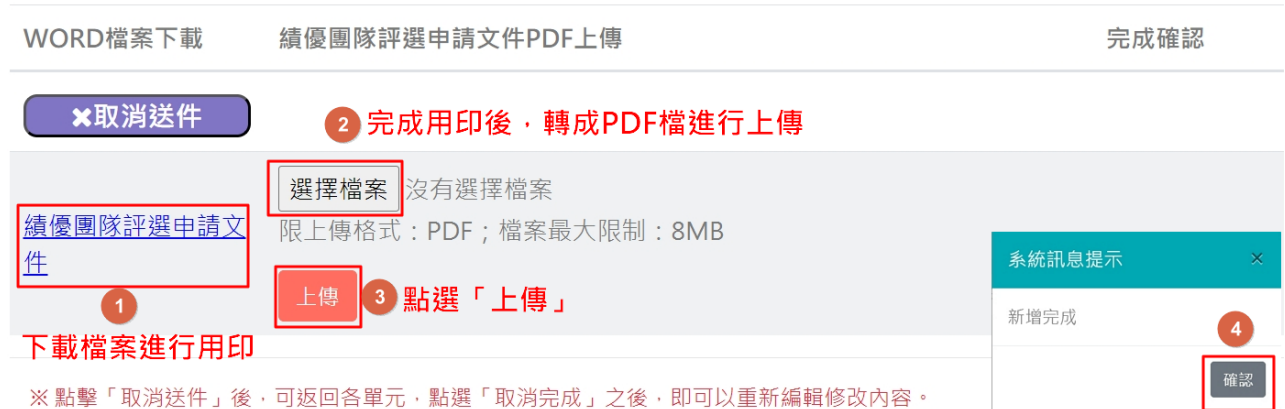 WORD檔案下載 績優團隊評選申請文件PDF上傳 完成確認
✖取消送件
2 完成用印後，轉成PDF檔進行上傳
選擇檔案 沒有選擇檔案
績優團隊評選申請文
件
限上傳格式：PDF；檔案最大限制：8MB
上傳
3 點選「上傳」
1
下載檔案進行用印
系統訊息提示 ×
新增完成
4
確認
※ 點擊「取消送件」後，可返回各單元，點選「取消完成」之後，即可以重新編輯修改內容。